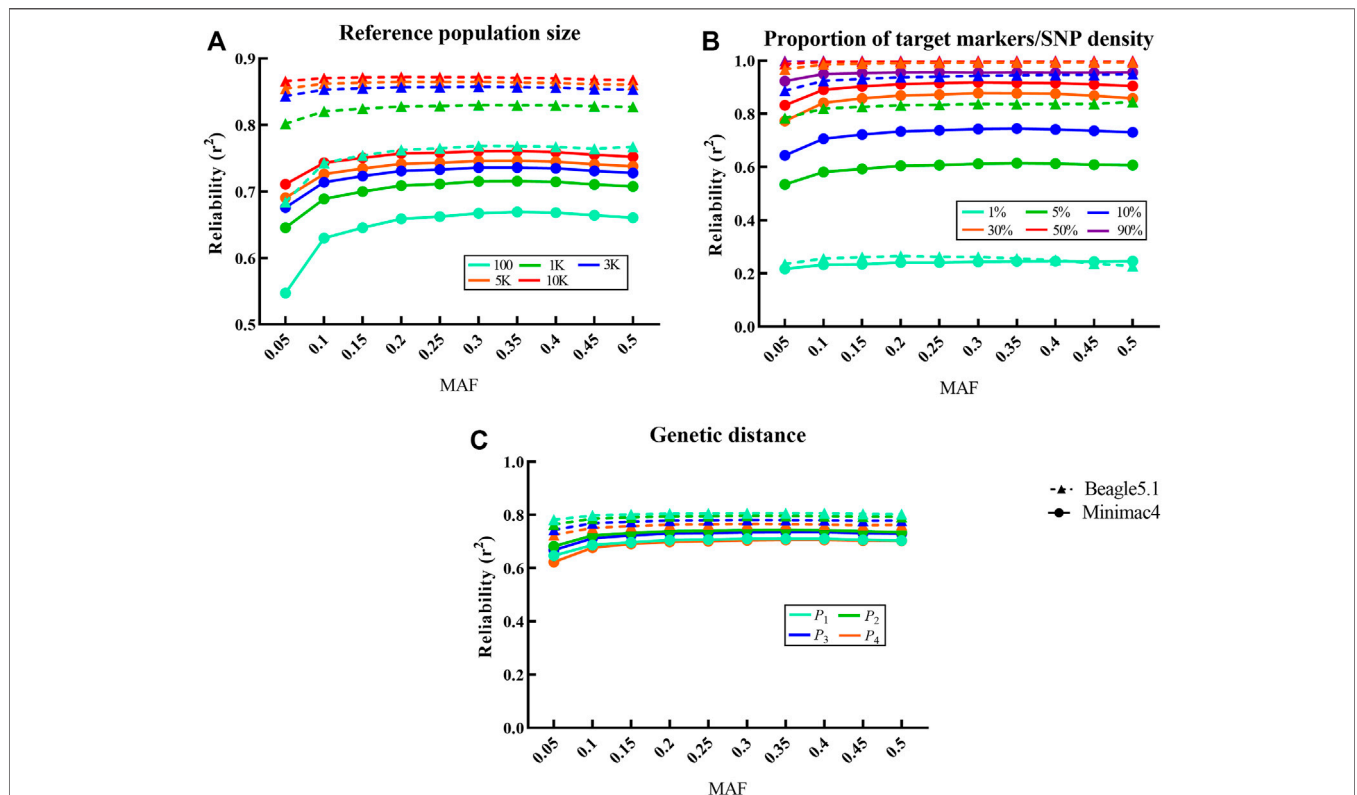 A
Reference population size
Reliability (r²)
0.9
0.8
0.7
0.6
0.5
100 1K 3K
5K 10K
0.05 0.1 0.15 0.2 0.25 0.3 0.35 0.4 0.45 0.5
MAF
B
Proportion of target markers/SNP density
Reliability (r²)
1.0
0.8
0.6
0.4
0.2
0.0
1% 5% 10%
30% 50% 90%
0.05 0.1 0.15 0.2 0.25 0.3 0.35 0.4 0.45 0.5
MAF
C
Genetic distance
Reliability (r²)
1.0
0.8
0.6
0.4
0.2
0.0
P₁ P₂
P₃ P₄
0.05 0.1 0.15 0.2 0.25 0.3 0.35 0.4 0.45 0.5
MAF
Beagle5.1
Minimac4